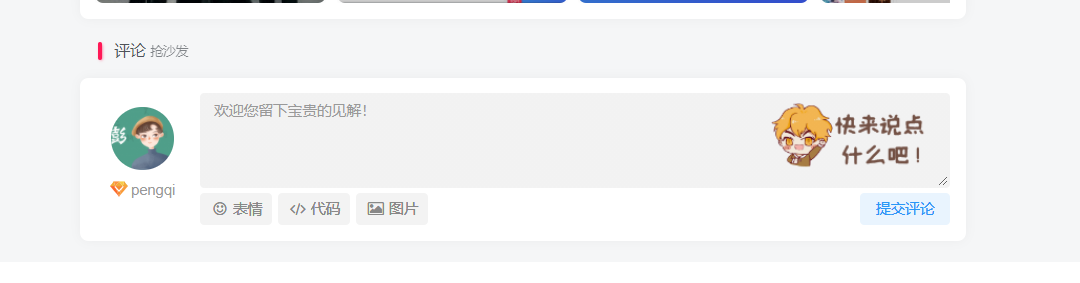 评论 抢沙发
彭
欢迎您留下宝贵的见解!
快来说点
什么吧!
pengqi
表情 代码 图片 提交评论